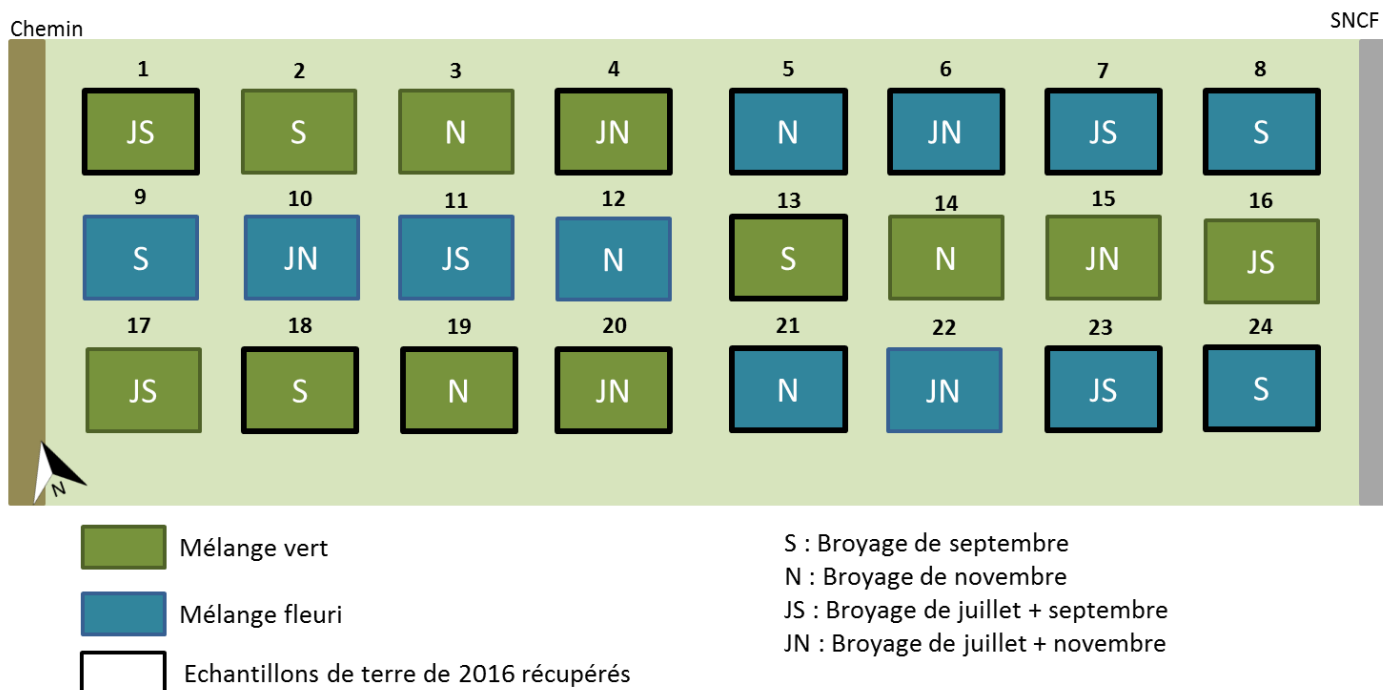 Chemin SNCF
1 2 3 4 5 6 7 8
JS S N JN N JN JS S
9 10 11 12 13 14 15 16
S JN JS N S N JN JS
17 18 19 20 21 22 23 24
JS S N JN N JN JS S
N
Mélange vert
Mélange fleuri
Echantillons de terre de 2016 récupérés
S : Broyage de septembre
N : Broyage de novembre
JS : Broyage de juillet + septembre
JN : Broyage de juillet + novembre